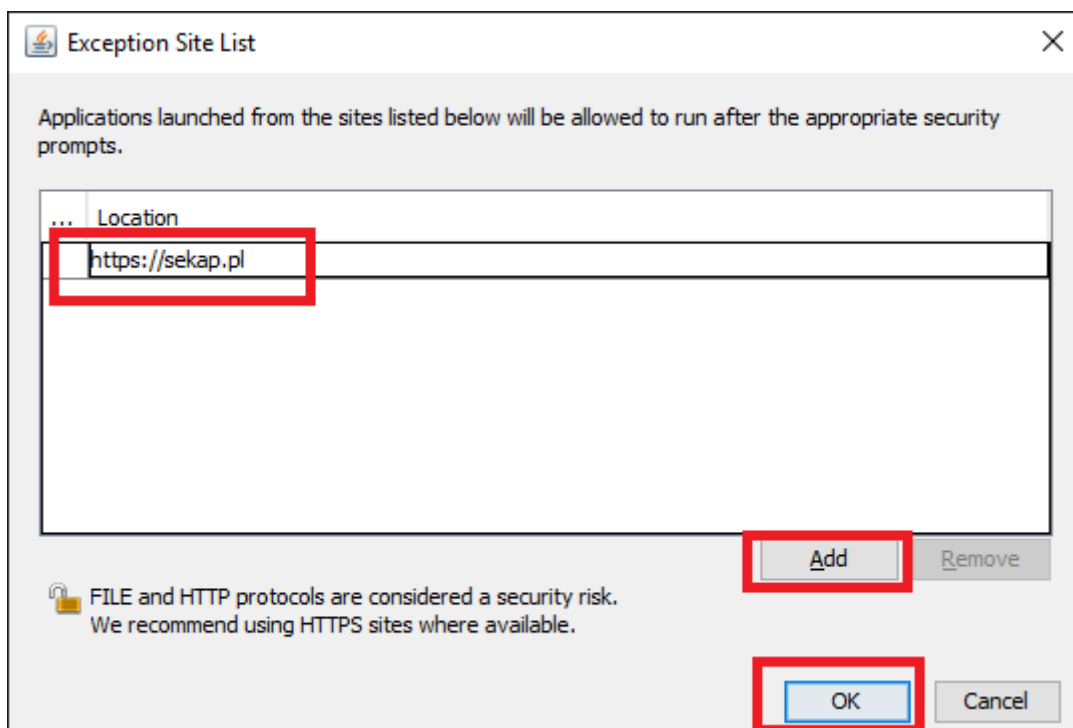 Exception Site List
Applications launched from the sites listed below will be allowed to run after the appropriate security
prompts.
... Location
https://sekap.pl
Add Remove
FILE and HTTP protocols are considered a security risk.
We recommend using HTTPS sites where available.
OK Cancel